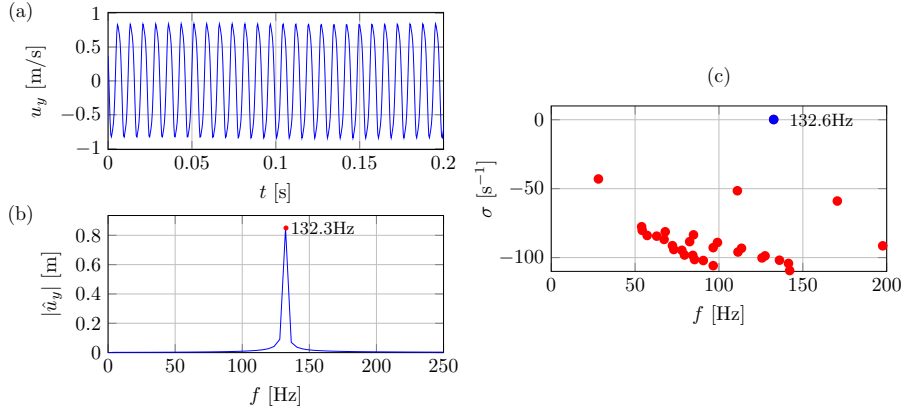 (a)
1
0.5
0
−0.5
−1
u_y [m/s]
0 0.05 0.1 0.15 0.2
t [s]
(b)
132.3Hz
0.8
0.6
0.4
0.2
0
|û_y| [m]
0 50 100 150 200 250
f [Hz]
(c)
132.6Hz
0
−50
−100
σ [s⁻¹]
50 100 150 200
0
f [Hz]